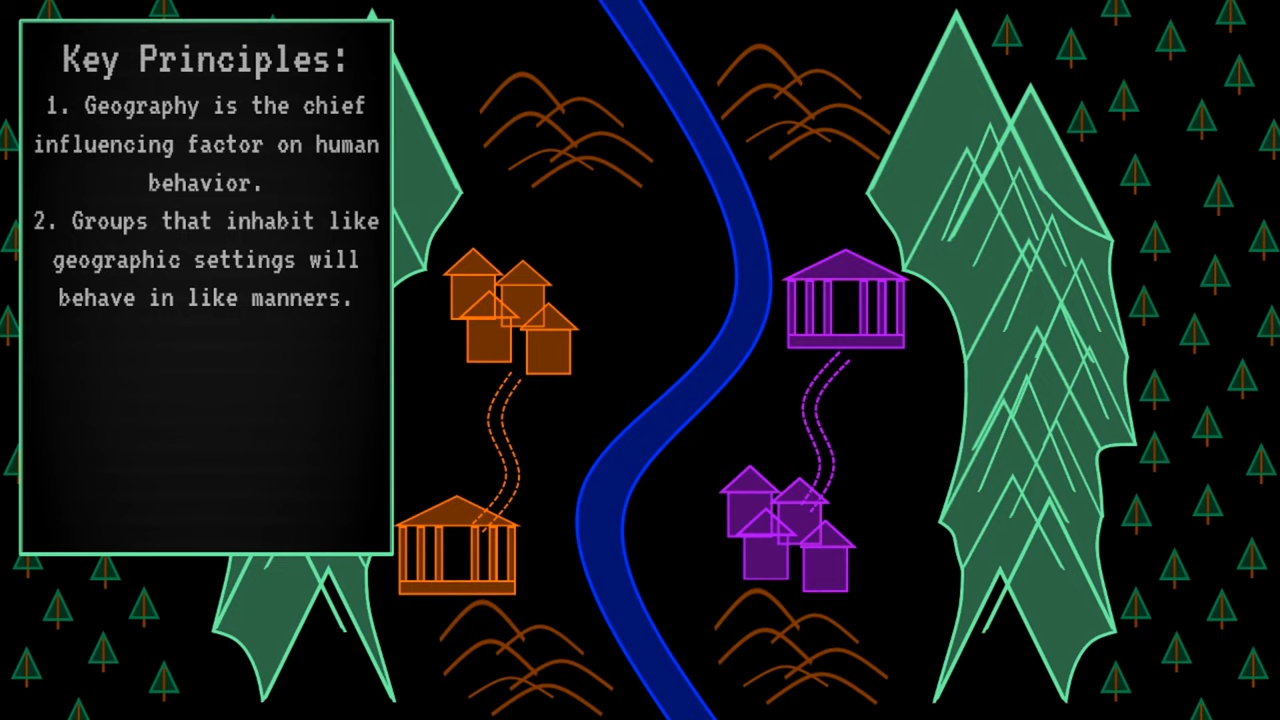 Key Principles:
1. Geography is the chief
influencing factor on human
behavior.
2. Groups that inhabit like
geographic settings will
behave in like manners.